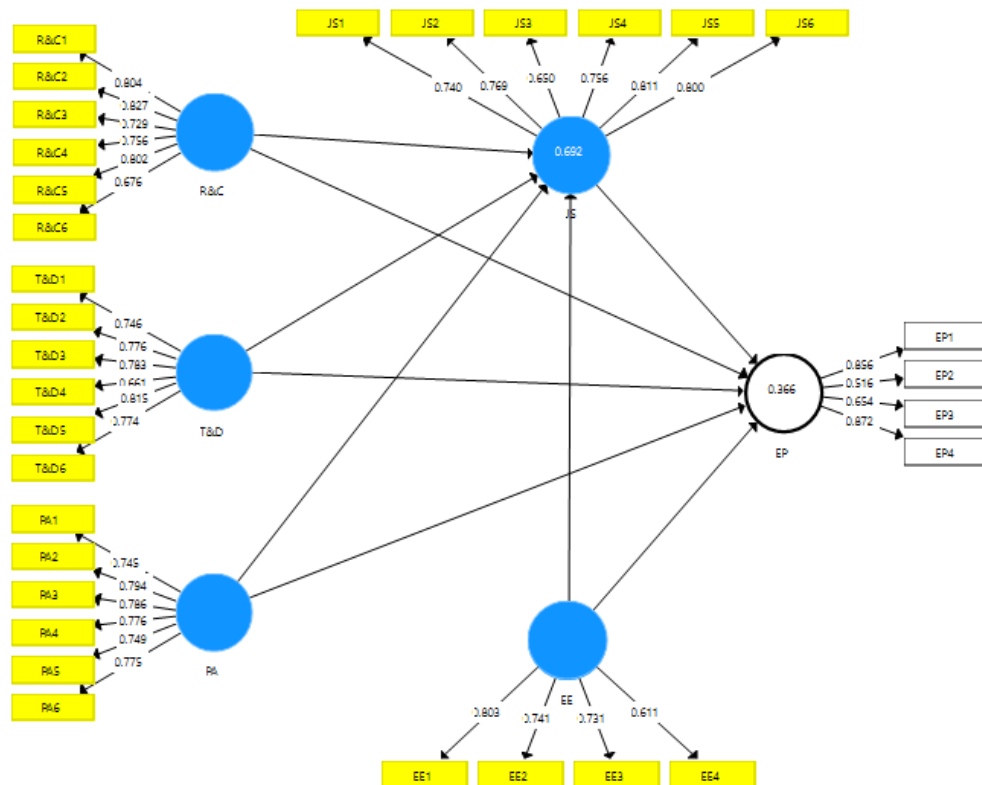 JS1 JS2 JS3 JS4 JS5 JS6
0.740 0.769 0.650 0.756 0.811 0.800
0.692
JS
R&C1
R&C2
R&C3
R&C4
R&C5
R&C6
0.804
0.827
0.729
0.756
0.802
0.676
R&C
T&D1
T&D2
T&D3
T&D4
T&D5
T&D6
0.746
0.776
0.783
0.661
0.815
0.774
T&D
0.366
EP
0.856
0.516
0.654
0.872
EP1
EP2
EP3
EP4
PA1
PA2
PA3
PA4
PA5
PA6
0.745
0.794
0.786
0.776
0.749
0.775
PA
EE
0.803 0.741 0.731 0.611
EE1 EE2 EE3 EE4